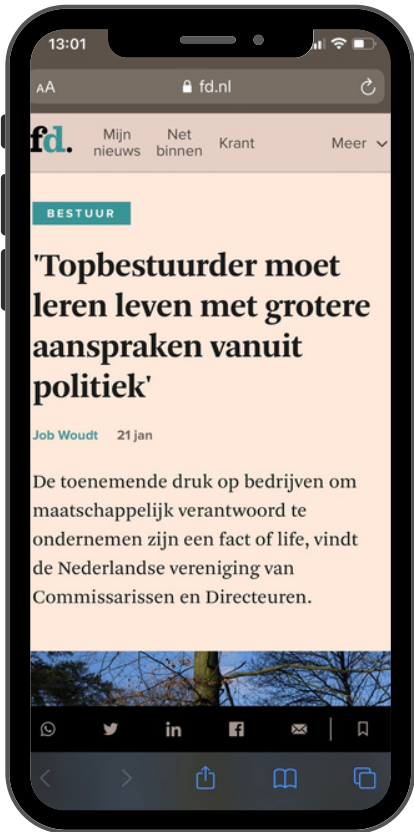 13:01
AA
fd.nl
fd.
Mijn nieuws
Net binnen
Krant
Meer
BESTUUR
'Topbestuurder moet
leren leven met grotere
aanspraken vanuit
politiek'
Job Woudt 21 jan
De toenemende druk op bedrijven om
maatschappelijk verantwoord te
ondernemen zijn een fact of life, vindt
de Nederlandse vereniging van
Commissarissen en Directeuren.